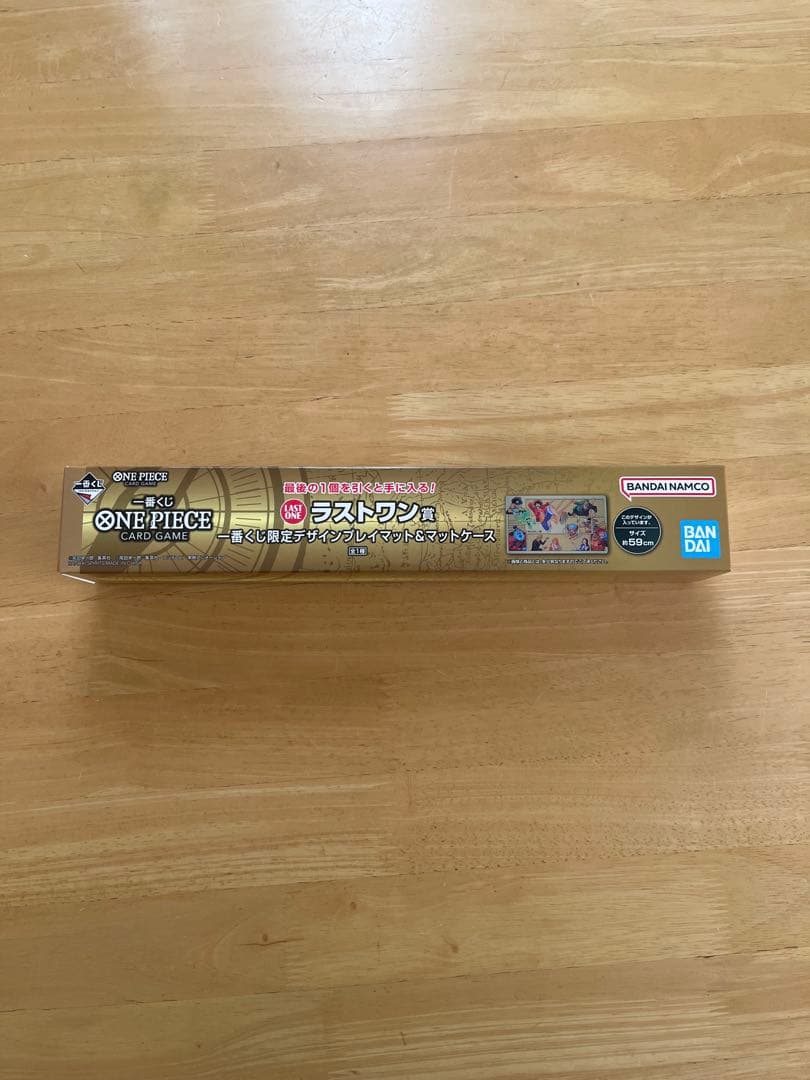 一番くじ
ONE PIECE
CARD GAME
一番くじ
ONE PIECE
CARD GAME
最後の1個を引くと手に入る!
LAST ONE
ラストワン賞
一番くじ限定デザインプレイマット&マットケース
全1種
このデザインが
入っています。
サイズ
約59cm
BANDAI NAMCO
BAN
DAI